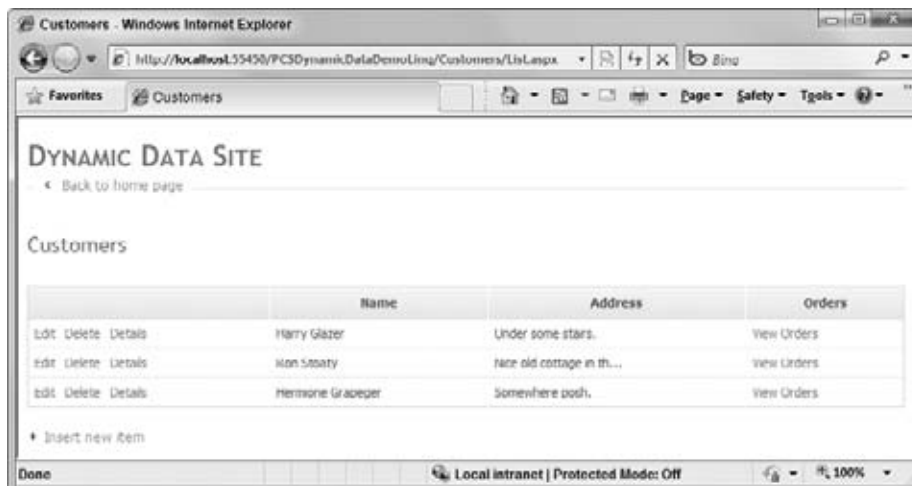 Customers - Windows Internet Explorer
http://localhost:55450/PCSDynamicDataDemoLinq/Customers/List.aspx
Bing
Favorites Customers
Page Safety Tools
DYNAMIC DATA SITE
Back to home page
Customers
Name Address Orders
Edit Delete Details Harry Glazer Under some stairs. View Orders
Edit Delete Details Ron Stoaty Nice old cottage in th... View Orders
Edit Delete Details Hermione Grapeger Somewhere posh. View Orders
Insert new item
Done Local intranet | Protected Mode: Off 100%